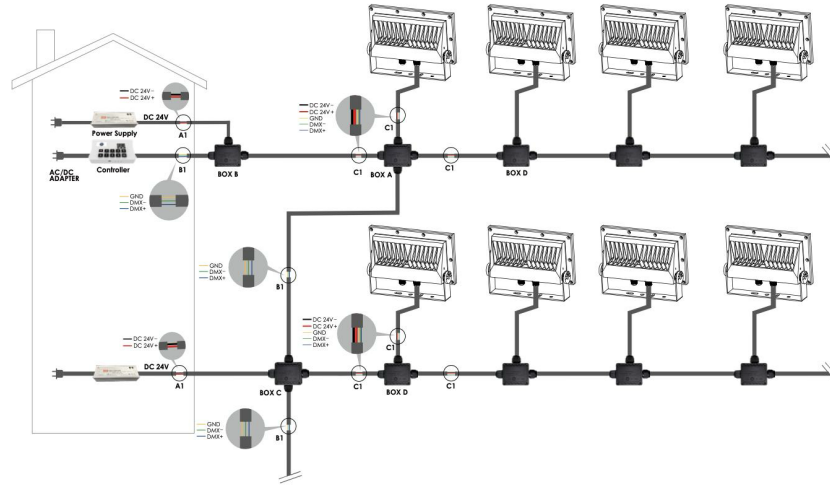 DC 24V-
DC 24V+
DC 24V
Power Supply
A1
AC/DC
ADAPTER
Controller
B1
BOX B
GND
DMX-
DMX+
DC 24V-
DC 24V+
GND
DMX-
DMX+
C1
C1
BOX A
C1
BOX D
GND
DMX-
DMX+
B1
DC 24V-
DC 24V+
DC 24V
A1
BOX C
DC 24V-
DC 24V+
GND
DMX-
DMX+
C1
C1
BOX D
C1
GND
DMX-
DMX+
B1